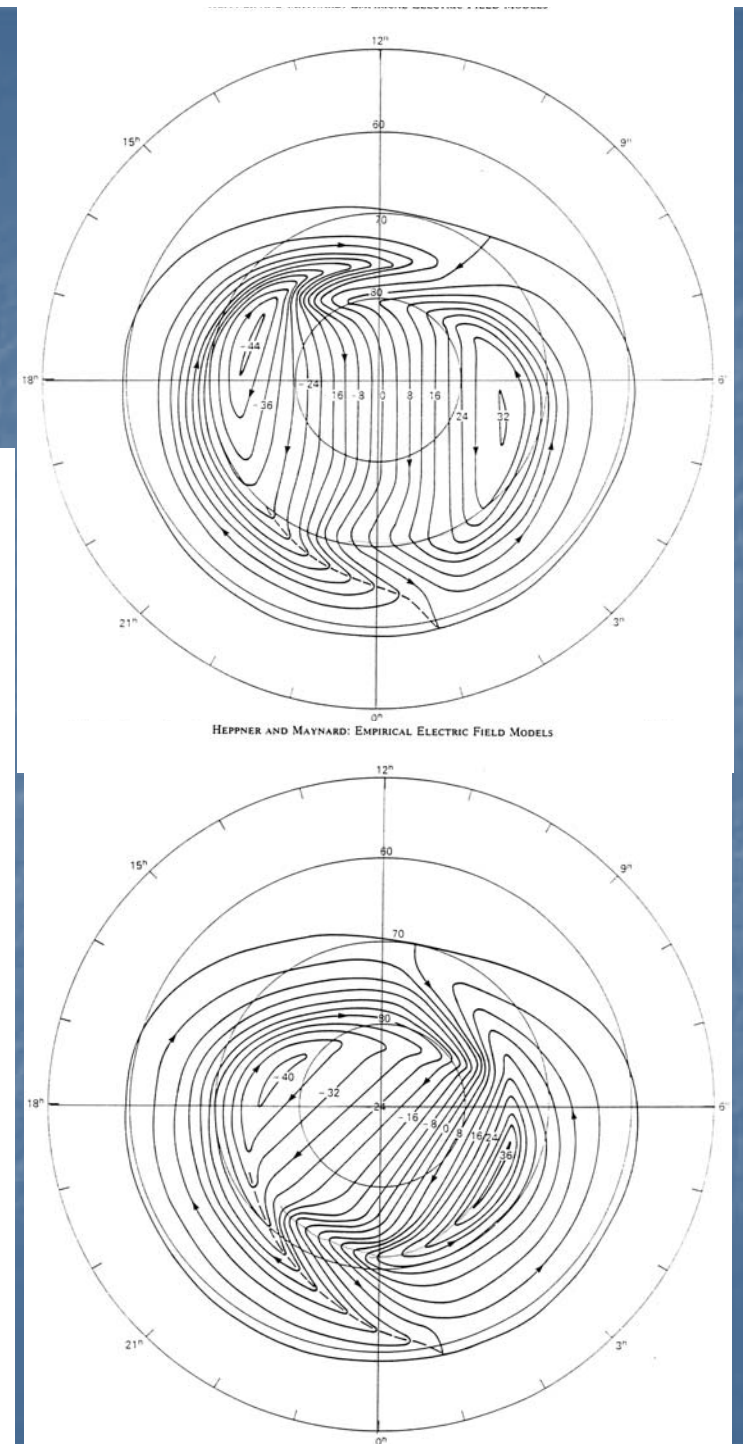 12ʰ
60
15ʰ
9ʰ
70
80
-44
18ʰ
-24
16
-8
0
8
16
24
32
6ʰ
-36
21ʰ
3ʰ
0ʰ
HEPPNER AND MAYNARD: EMPIRICAL ELECTRIC FIELD MODELS
12ʰ
60
15ʰ
9ʰ
70
80
-40
-32
18ʰ
24
-16
-8
0
8
16
24
6ʰ
36
21ʰ
3ʰ
0ʰ